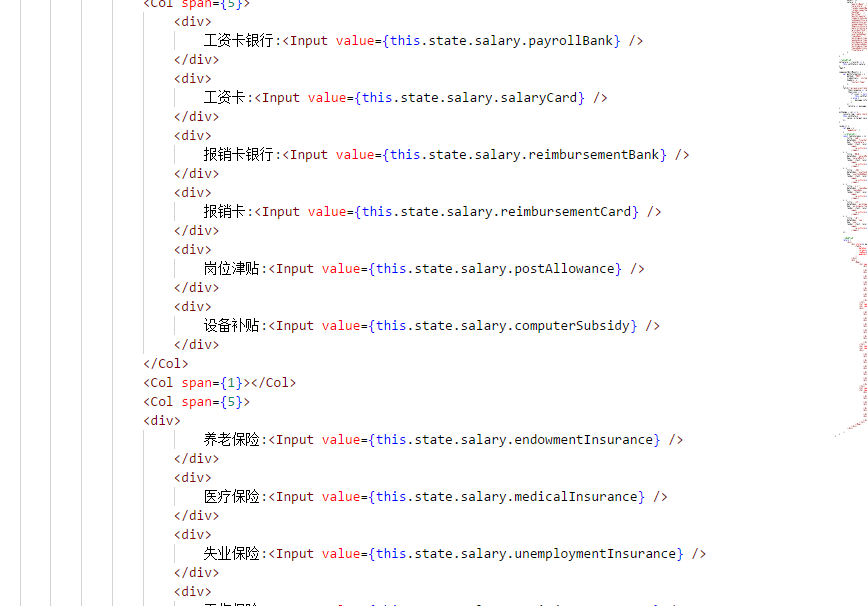 <Col span={5}>
<div>
工资卡银行:<Input value={this.state.salary.payrollBank} />
</div>
<div>
工资卡:<Input value={this.state.salary.salaryCard} />
</div>
<div>
报销卡银行:<Input value={this.state.salary.reimbursementBank} />
</div>
<div>
报销卡:<Input value={this.state.salary.reimbursementCard} />
</div>
<div>
岗位津贴:<Input value={this.state.salary.postAllowance} />
</div>
<div>
设备补贴:<Input value={this.state.salary.computerSubsidy} />
</div>
</Col>
<Col span={1}></Col>
<Col span={5}>
<div>
养老保险:<Input value={this.state.salary.endowmentInsurance} />
</div>
<div>
医疗保险:<Input value={this.state.salary.medicalInsurance} />
</div>
<div>
失业保险:<Input value={this.state.salary.unemploymentInsurance} />
</div>
<div>